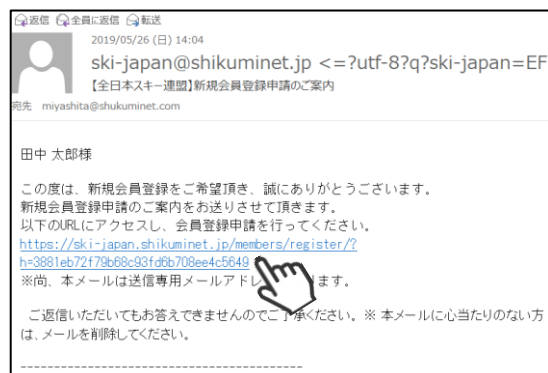 返信 全員に返信 転送
2019/05/26 (日) 14:04
ski-japan@shikuminet.jp <=?utf-8?q?ski-japan=EF
【全日本スキー連盟】新規会員登録申請のご案内
宛先 miyashita@shukuminet.com
田中 太郎様
この度は、新規会員登録をご希望頂き、誠にありがとうございます。
新規会員登録申請のご案内をお送りさせて頂きます。
以下のURLにアクセスし、会員登録申請を行ってください。
https://ski-japan.shikuminet.jp/members/register/?
h=3881eb72f79b68c93fd6b708ee4c5649
※尚、本メールは送信専用メールアドレ ります。
ご返信いただいてもお答えできませんのでご了承ください。※ 本メールに心当たりのない方
は、メールを削除してください。
------------------------------------------